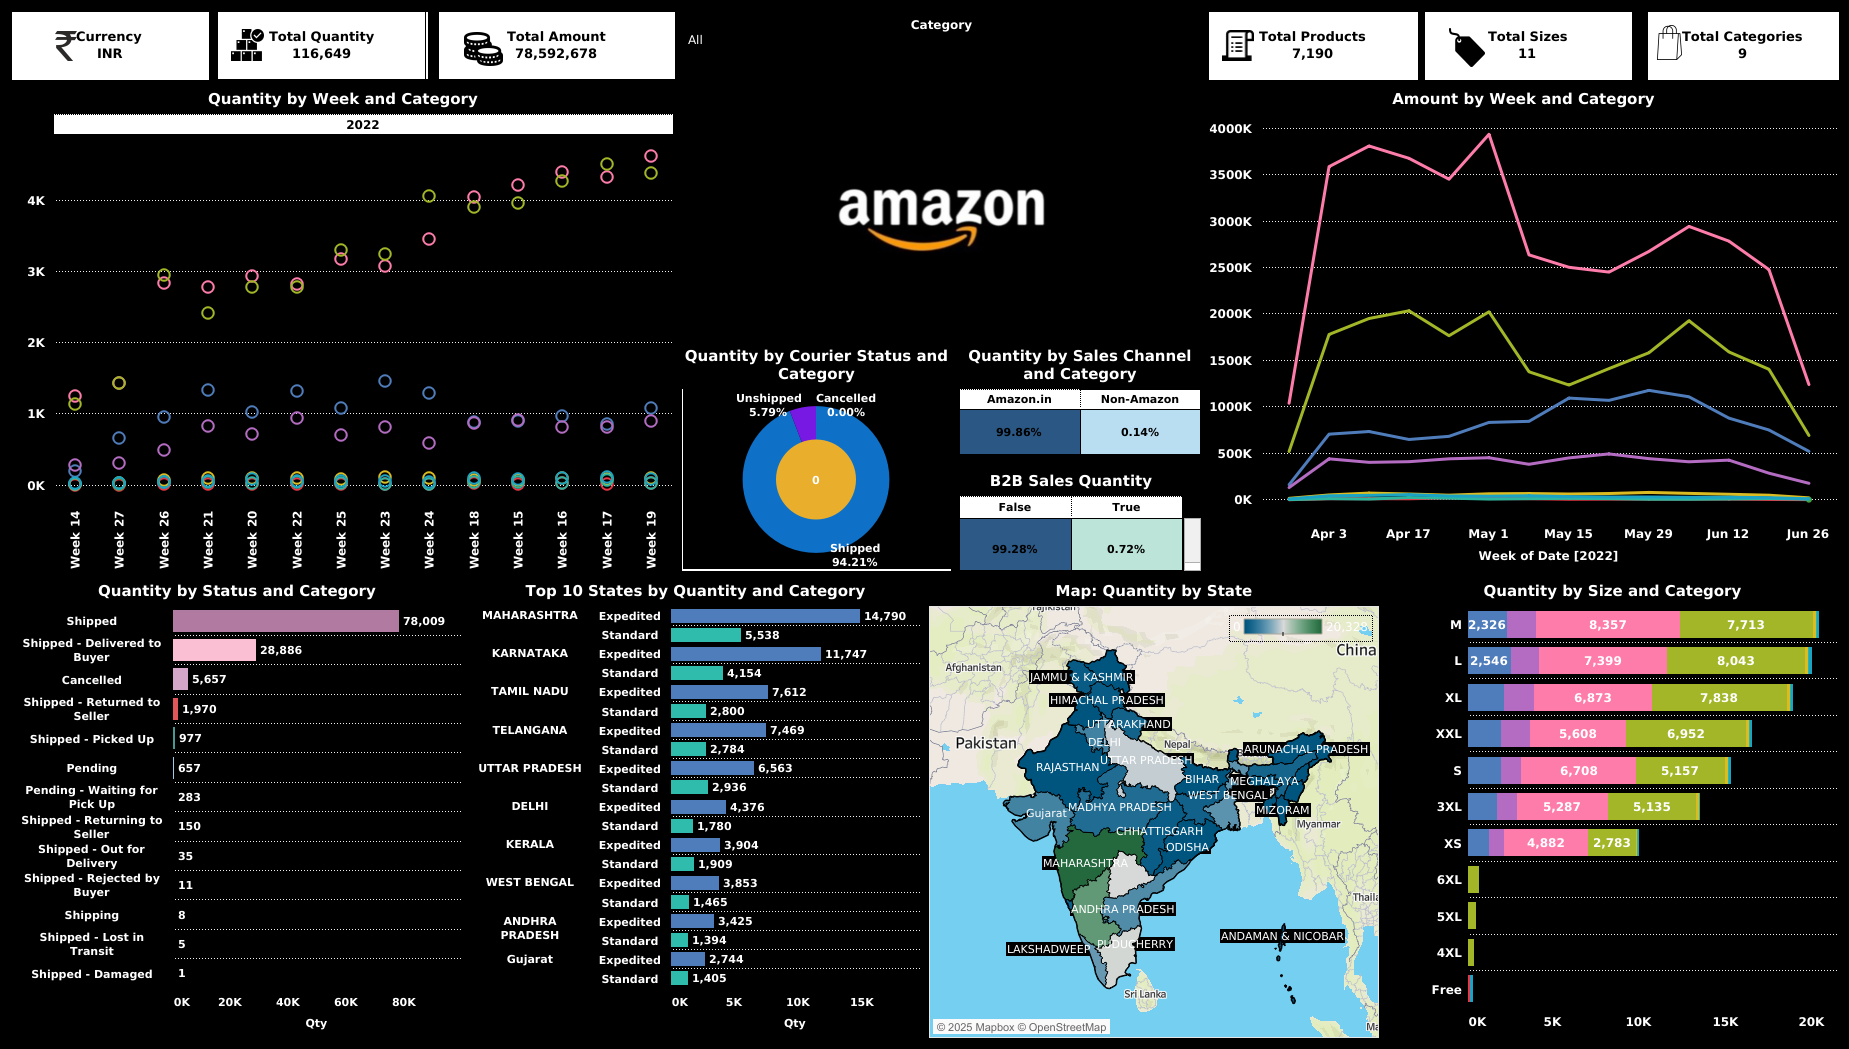 Currency
INR
Total Quantity
116,649
Total Amount
78,592,678
Category
All
Total Products
7,190
Total Sizes
11
Total Categories
9
Quantity by Week and Category
2022
4K
3K
2K
1K
0K
Week 14
Week 27
Week 26
Week 21
Week 20
Week 22
Week 25
Week 23
Week 24
Week 18
Week 15
Week 16
Week 17
Week 19
amazon
Quantity by Courier Status and
Category
Unshipped
5.79%
Cancelled
0.00%
0
Shipped
94.21%
Quantity by Sales Channel
and Category
Amazon.in Non-Amazon
99.86% 0.14%
B2B Sales Quantity
False True
99.28% 0.72%
Amount by Week and Category
4000K
3500K
3000K
2500K
2000K
1500K
1000K
500K
0K
Apr 3 Apr 17 May 1 May 15 May 29 Jun 12 Jun 26
Week of Date [2022]
Quantity by Status and Category
Shipped 78,009
Shipped - Delivered to
Buyer 28,886
Cancelled 5,657
Shipped - Returned to
Seller 1,970
Shipped - Picked Up 977
Pending 657
Pending - Waiting for
Pick Up 283
Shipped - Returning to
Seller 150
Shipped - Out for
Delivery 35
Shipped - Rejected by
Buyer 11
Shipping 8
Shipped - Lost in
Transit 5
Shipped - Damaged 1
0K 20K 40K 60K 80K
Qty
Top 10 States by Quantity and Category
MAHARASHTRA Expedited 14,790
Standard 5,538
KARNATAKA Expedited 11,747
Standard 4,154
TAMIL NADU Expedited 7,612
Standard 2,800
TELANGANA Expedited 7,469
Standard 2,784
UTTAR PRADESH Expedited 6,563
Standard 2,936
DELHI Expedited 4,376
Standard 1,780
KERALA Expedited 3,904
Standard 1,909
WEST BENGAL Expedited 3,853
Standard 1,465
ANDHRA
PRADESH Expedited 3,425
Standard 1,394
Gujarat Expedited 2,744
Standard 1,405
0K 5K 10K 15K
Qty
Map: Quantity by State
Tajikistan
0 20,328
China
Afghanistan
JAMMU & KASHMIR
HIMACHAL PRADESH
UTTARAKHAND
Pakistan
DELHI
Nepal
ARUNACHAL PRADESH
UTTAR PRADESH
RAJASTHAN
BIHAR
MEGHALAYA
WEST BENGAL
Gujarat
MADHYA PRADESH
MIZORAM
Myanmar
CHHATTISGARH
ODISHA
MAHARASHTRA
Thaila
ANDHRA PRADESH
ANDAMAN & NICOBAR
LAKSHADWEEP
PUDUCHERRY
Sri Lanka
Ma
© 2025 Mapbox © OpenStreetMap
Quantity by Size and Category
M 2,326 8,357 7,713
L 2,546 7,399 8,043
XL 6,873 7,838
XXL 5,608 6,952
S 6,708 5,157
3XL 5,287 5,135
XS 4,882 2,783
6XL
5XL
4XL
Free
0K 5K 10K 15K 20K